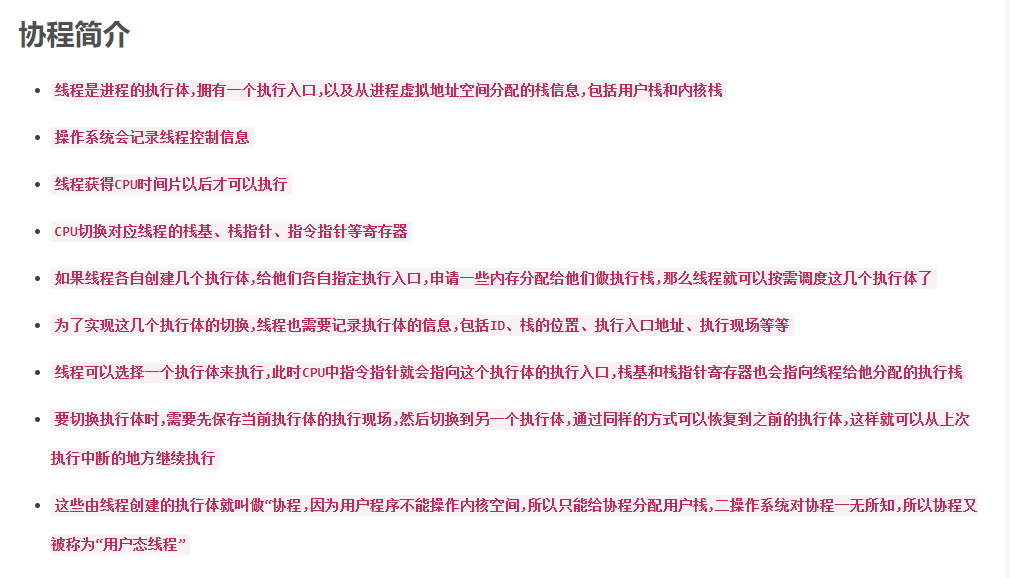 协程简介
线程是进程的执行体,拥有一个执行入口,以及从进程虚拟地址空间分配的栈信息,包括用户栈和内核栈
操作系统会记录线程控制信息
线程获得CPU时间片以后才可以执行
CPU切换对应线程的栈基、栈指针、指令指针等寄存器
如果线程各自创建几个执行体,给他们各自指定执行入口,申请一些内存分配给他们做执行栈,那么线程就可以按需调度这几个执行体了
为了实现这几个执行体的切换,线程也需要记录执行体的信息,包括ID、栈的位置、执行入口地址、执行现场等等
线程可以选择一个执行体来执行,此时CPU中指令指针就会指向这个执行体的执行入口,栈基和栈指针寄存器也会指向线程给他分配的执行栈
要切换执行体时,需要先保存当前执行体的执行现场,然后切换到另一个执行体,通过同样的方式可以恢复到之前的执行体,这样就可以从上次
执行中断的地方继续执行
这些由线程创建的执行体就叫做“协程,因为用户程序不能操作内核空间,所以只能给协程分配用户栈,二操作系统对协程一无所知,所以协程又
被称为“用户态线程”